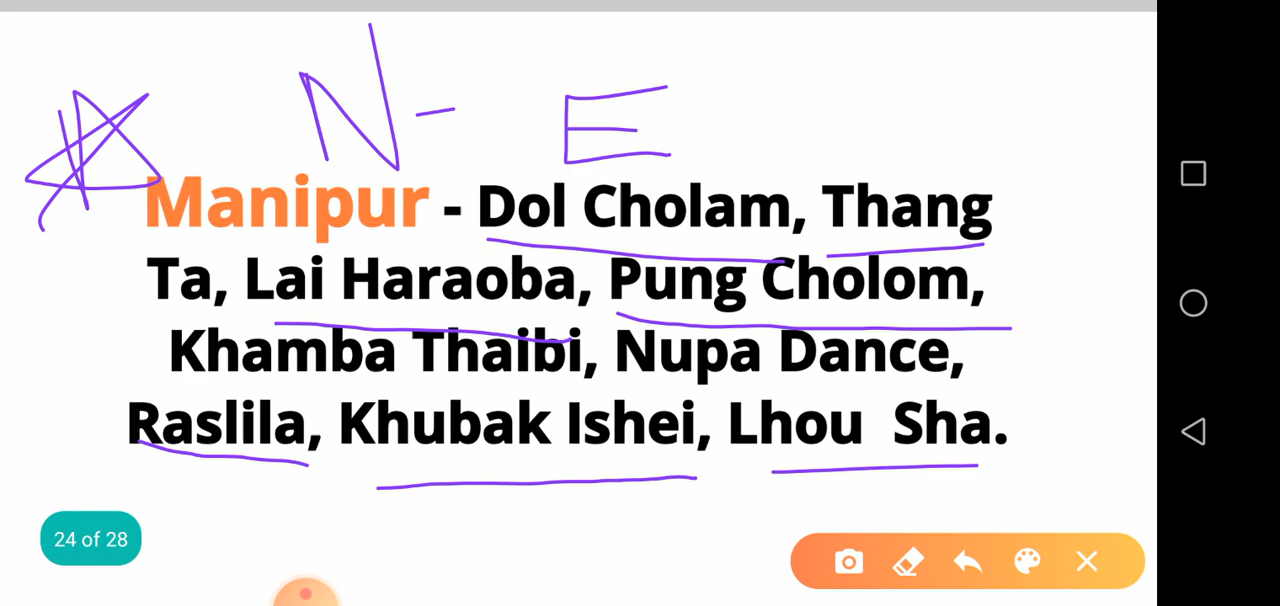 N - E
Manipur - Dol Cholam, Thang
Ta, Lai Haraoba, Pung Cholom,
Khamba Thaibi, Nupa Dance,
Raslila, Khubak Ishei, Lhou Sha.
24 of 28